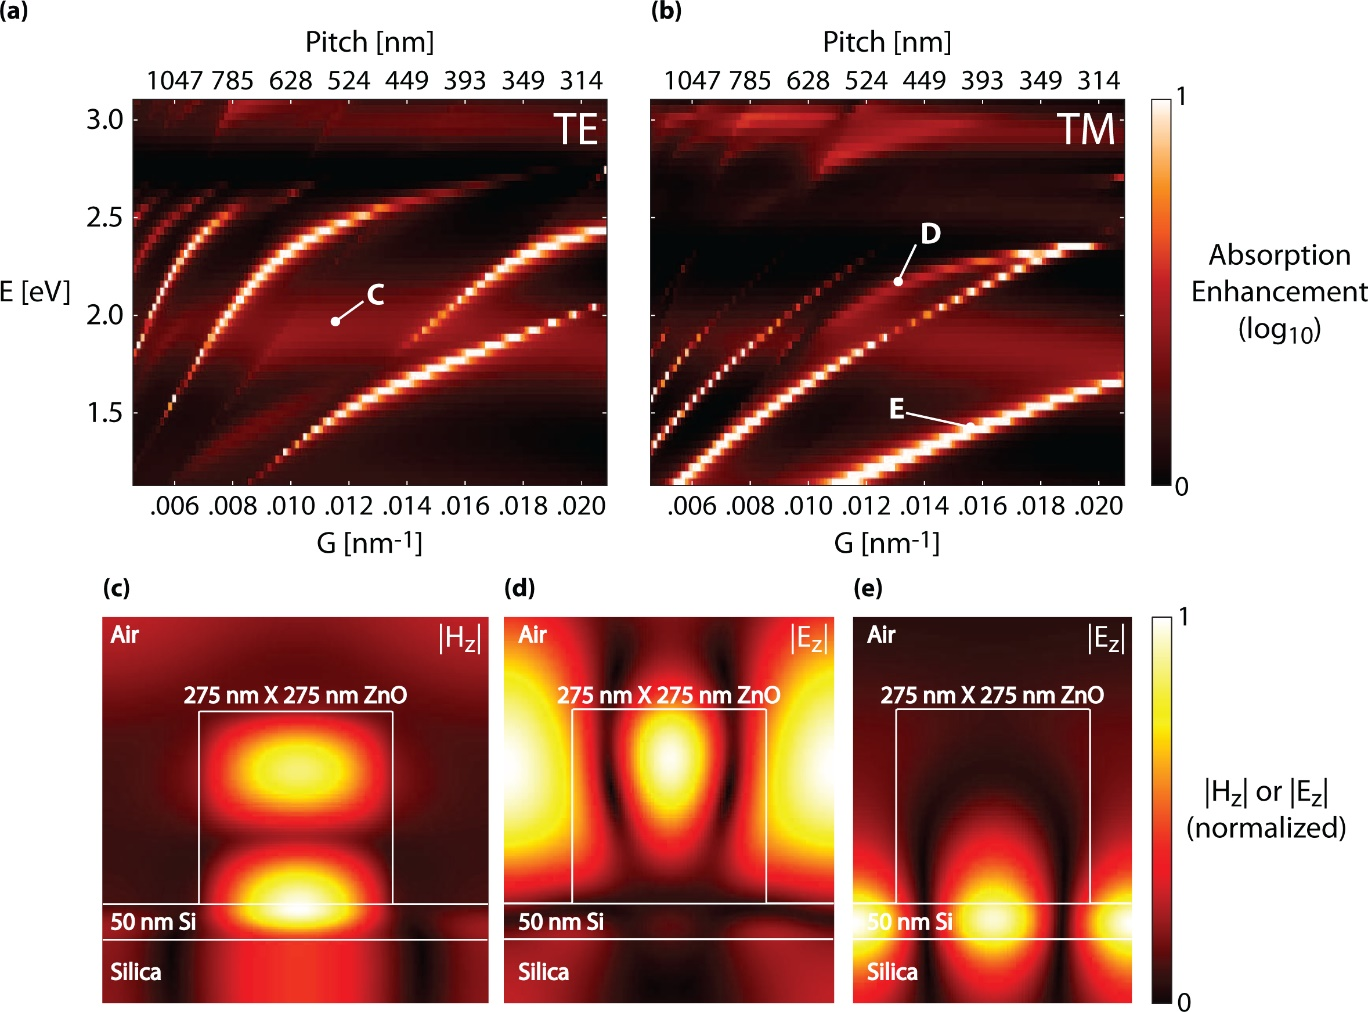 (a)
(b)
Pitch [nm]
Pitch [nm]
1047 785 628 524 449 393 349 314
1047 785 628 524 449 393 349 314
TE
TM
C
D
E
3.0
2.5
2.0
1.5
E [eV]
.006 .008 .010 .012 .014 .016 .018 .020
.006 .008 .010 .012 .014 .016 .018 .020
G [nm-1]
G [nm-1]
1
Absorption
Enhancement
(log10)
0
(c)
(d)
(e)
Air
|Hz|
275 nm X 275 nm ZnO
50 nm Si
Silica
Air
|Ez|
275 nm X 275 nm ZnO
50 nm Si
Silica
Air
|Ez|
275 nm X 275 nm ZnO
50 nm Si
Silica
1
|Hz| or |Ez|
(normalized)
0